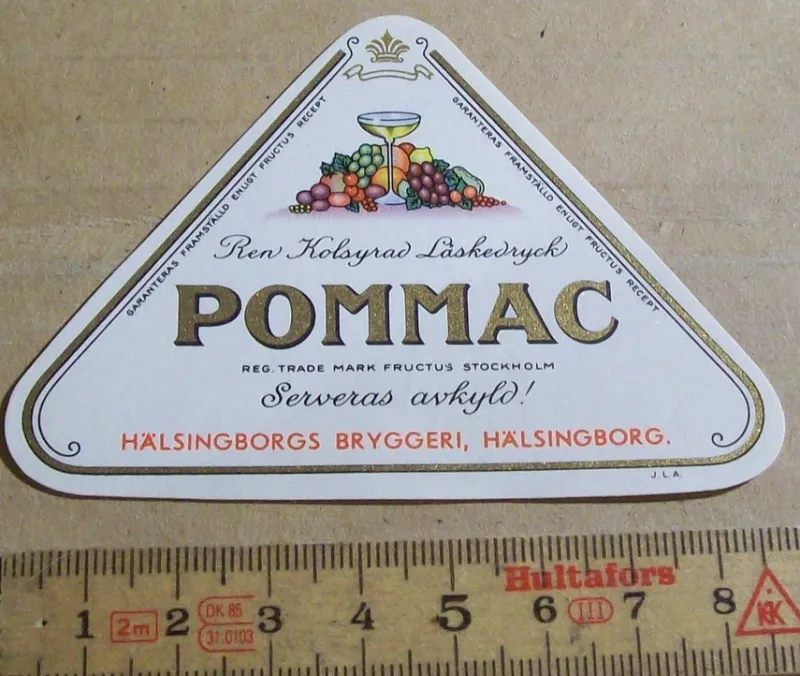 GARANTERAS FRAMSTÄLLD ENLIGT FRUCTUS RECEPT
GARANTERAS FRAMSTÄLLD ENLIGT FRUCTUS RECEPT
Ren Kolsyrad Läskedryck
POMMAC
REG. TRADE MARK FRUCTUS STOCKHOLM
Serveras avkyld!
HÄLSINGBORGS BRYGGERI, HÄLSINGBORG.
J.L.A.
Hultafors
1 2m 2 DK 85 3 4 5 6 III 7 8
31.0103